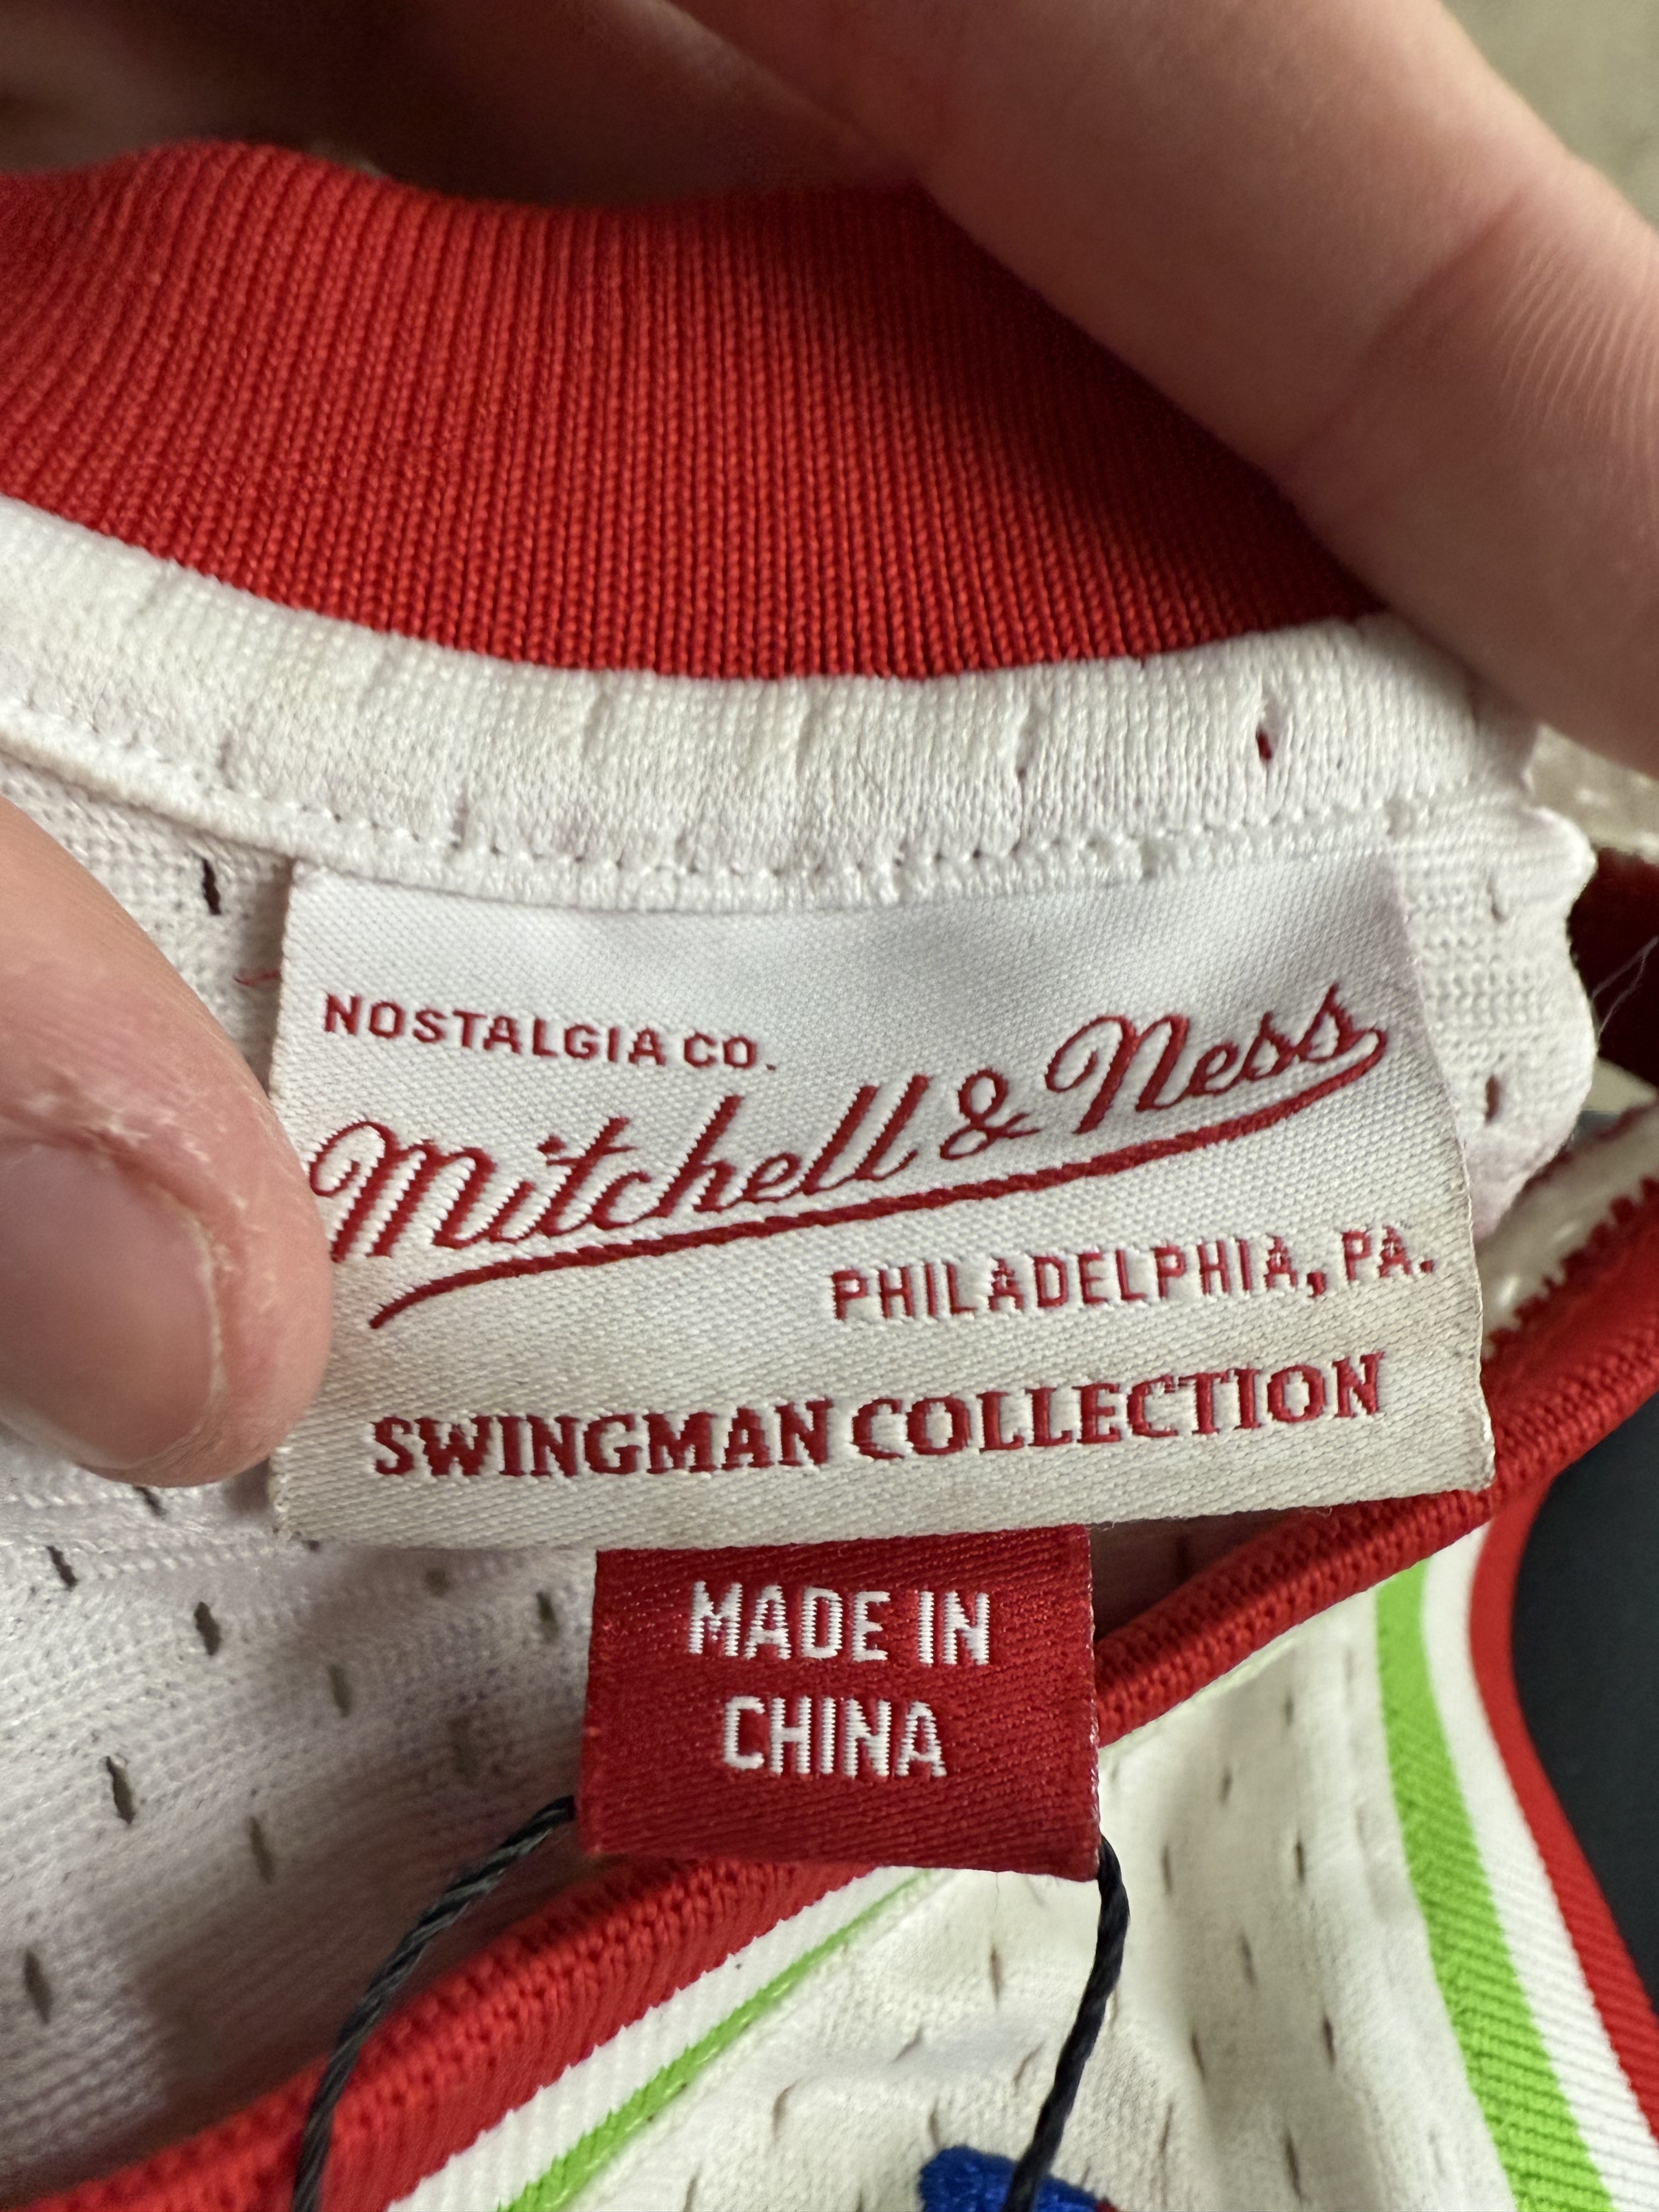 NOSTALGIA CO.
Mitchell & Ness
PHILADELPHIA, PA.
SWINGMAN COLLECTION
MADE IN
CHINA